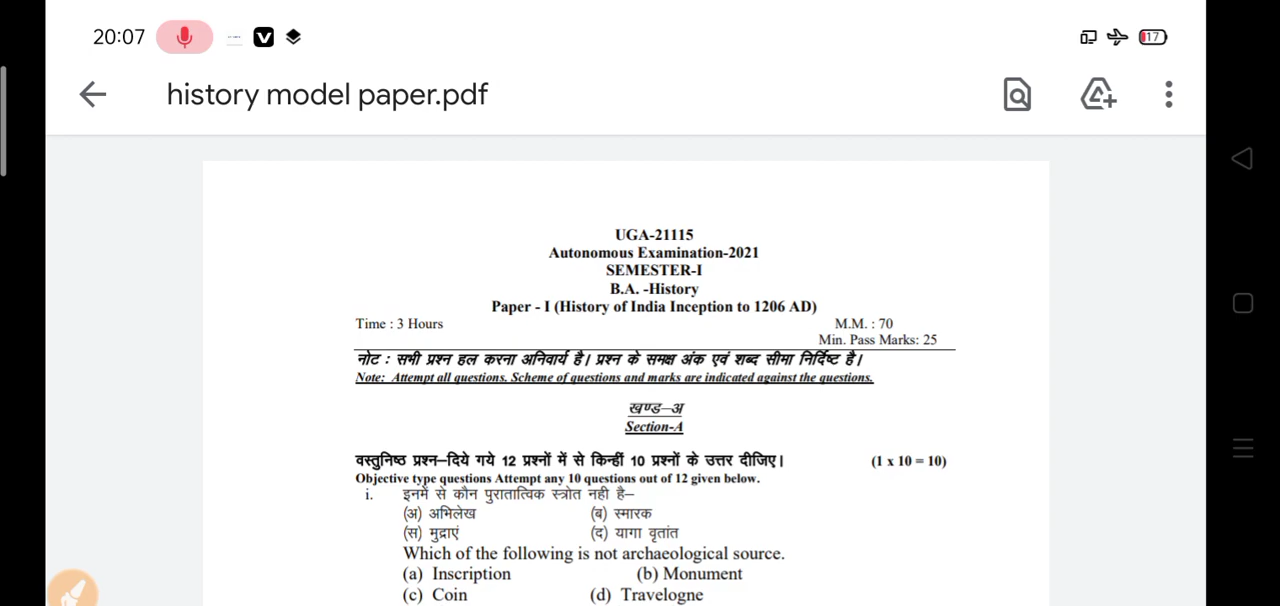 20:07
17
history model paper.pdf
UGA-21115
Autonomous Examination-2021
SEMESTER-I
B.A. -History
Paper - I (History of India Inception to 1206 AD)
Time : 3 Hours M.M. : 70
Min. Pass Marks: 25
नोट : सभी प्रश्न हल करना अनिवार्य है। प्रश्न के समक्ष अंक एवं शब्द सीमा निर्दिष्ट है।
Note: Attempt all questions. Scheme of questions and marks are indicated against the questions.
खण्ड–अ
Section-A
वस्तुनिष्ठ प्रश्न–दिये गये 12 प्रश्नों में से किन्हीं 10 प्रश्नों के उत्तर दीजिए। (1 x 10 = 10)
Objective type questions Attempt any 10 questions out of 12 given below.
i. इनमें से कौन पुरातात्विक स्त्रोत नही है–
(अ) अभिलेख (ब) स्मारक
(स) मुद्राएं (द) यागा वृतांत
Which of the following is not archaeological source.
(a) Inscription (b) Monument
(c) Coin (d) Travelogne